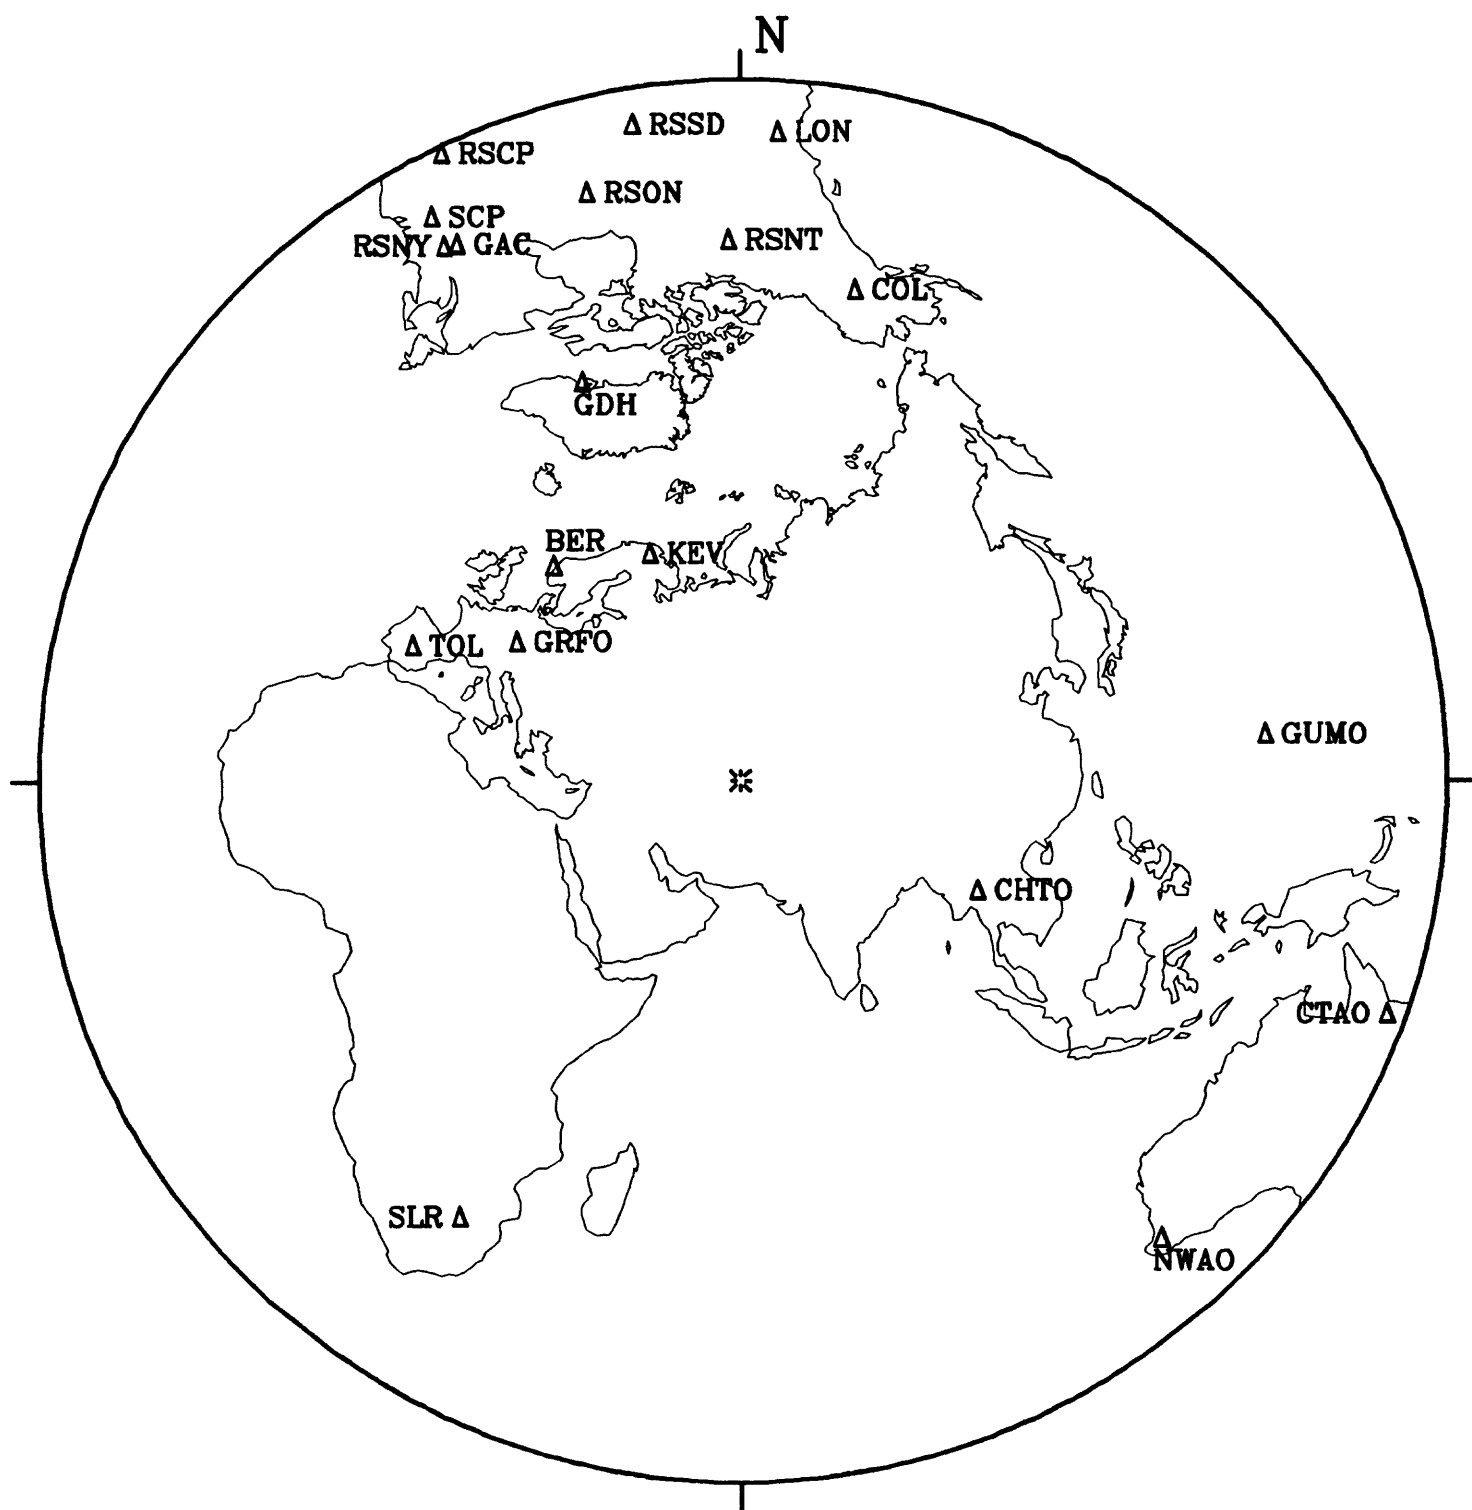 N
RSSD
LON
RSCP
RSON
SCP
RSNY
GAC
RSNT
COL
GDH
BER
KEV
TOL
GRFO
GUMO
CHTO
CTAO
SLR
NWAO